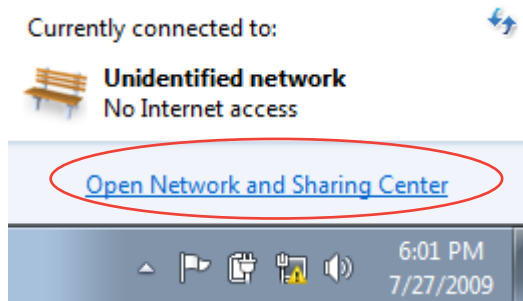 Currently connected to:
Unidentified network
No Internet access
Open Network and Sharing Center
6:01 PM
7/27/2009